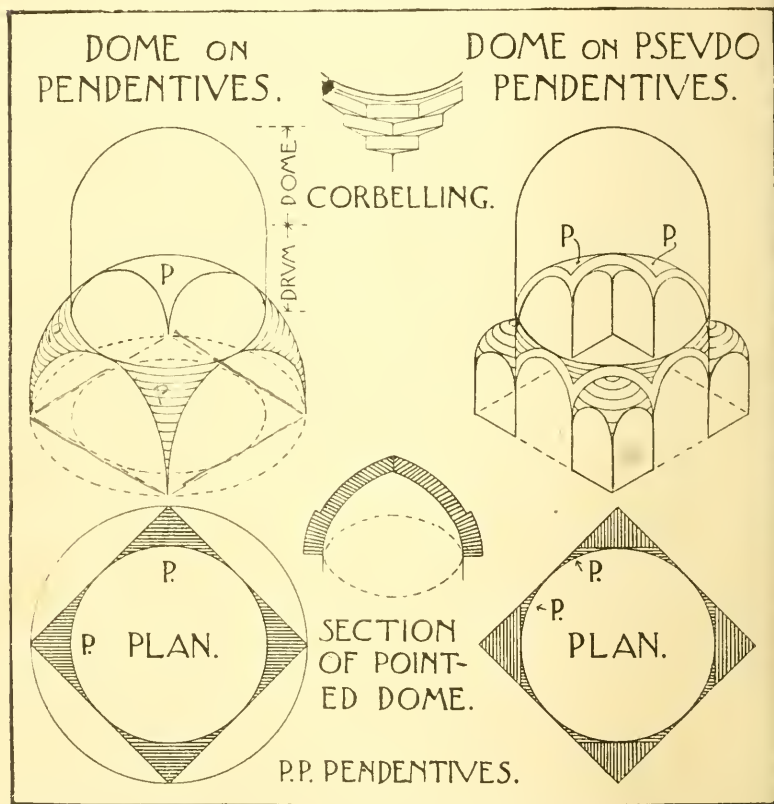 DOME ON
PENDENTIVES.
DOME ON PSEVDO
PENDENTIVES.
CORBELLING.
DOME
DRVM
P
P
P
P.
P.
P.
P. PLAN.
SECTION
OF POINT-
ED DOME.
P.
P.
PLAN.
P.P. PENDENTIVES.